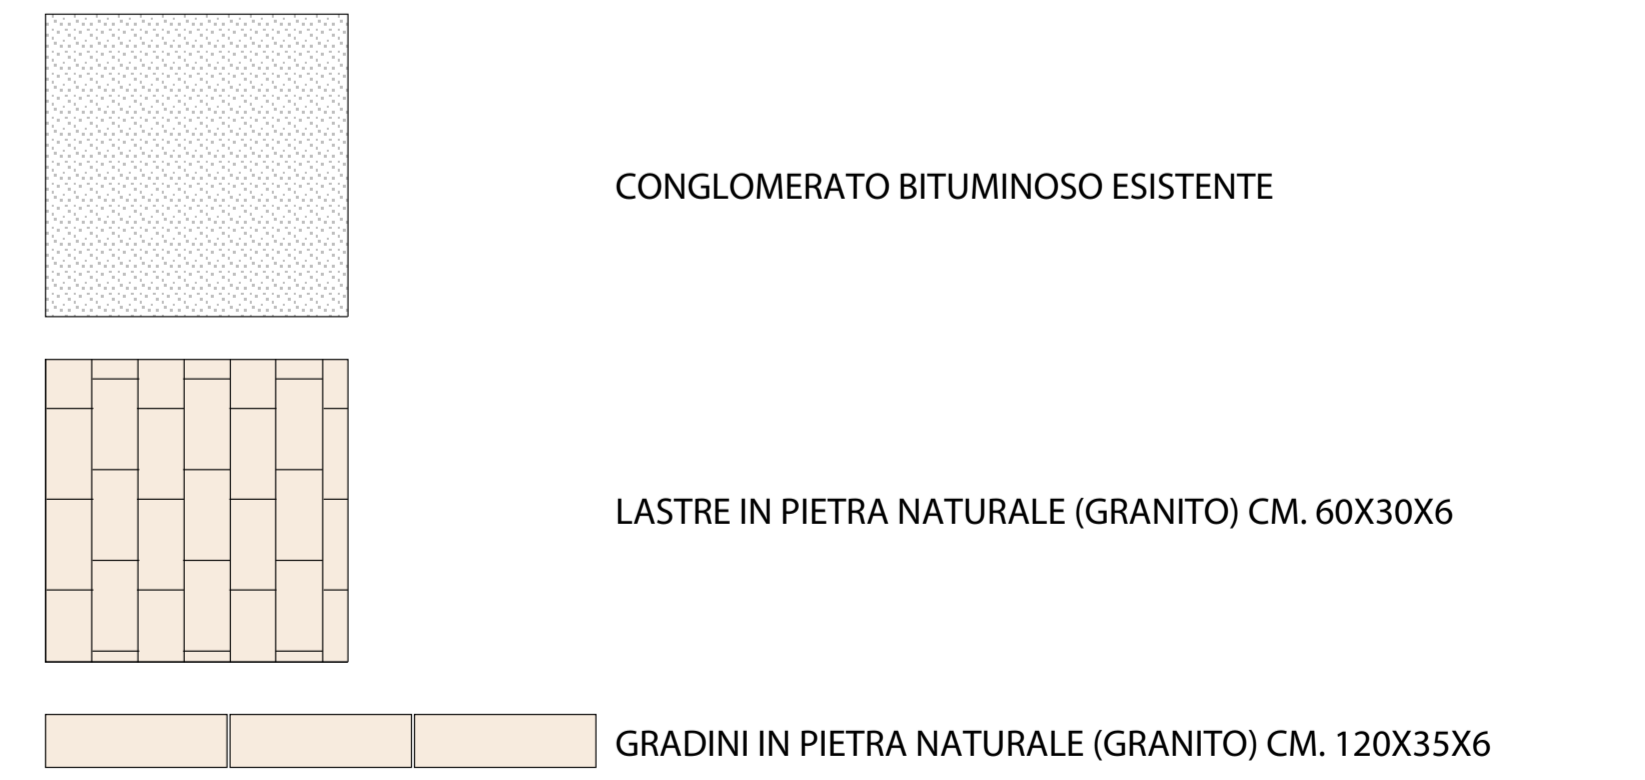 CONGLOMERATO BITUMINOSO ESISTENTE
LASTRE IN PIETRA NATURALE (GRANITO) CM. 60X30X6
GRADINI IN PIETRA NATURALE (GRANITO) CM. 120X35X6